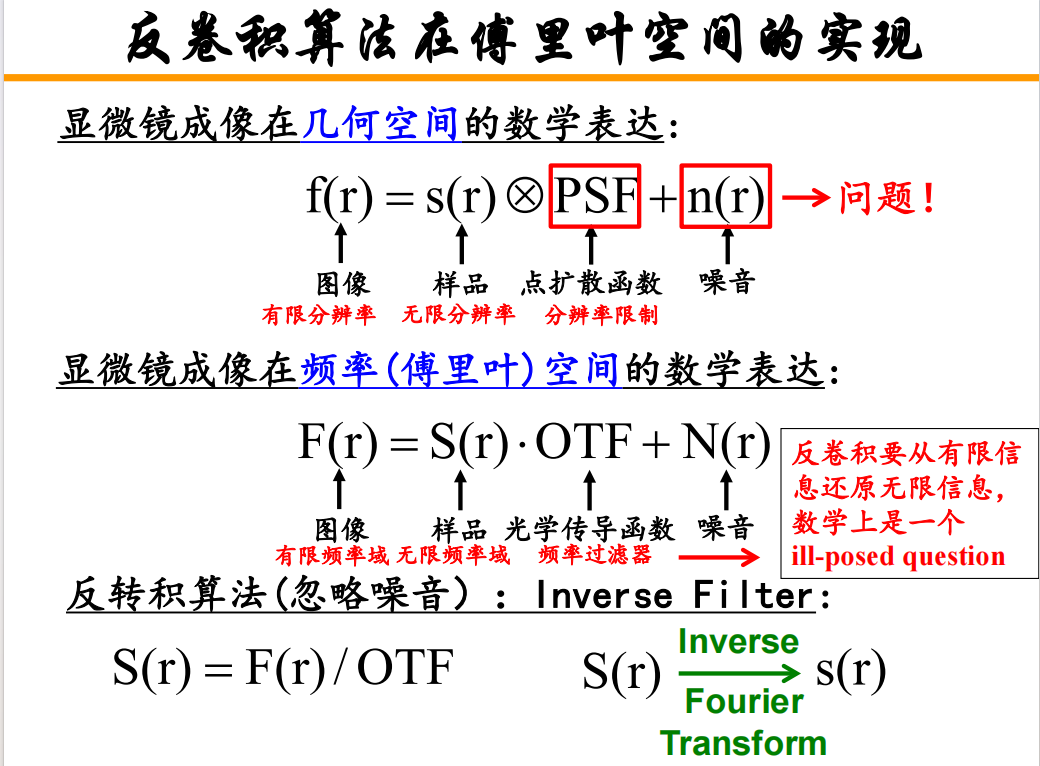 反卷积算法在傅里叶空间的实现
显微镜成像在几何空间的数学表达：
f(r) = s(r) ⊗ PSF + n(r) → 问题！
图像 样品 点扩散函数 噪音
有限分辨率 无限分辨率 分辨率限制
显微镜成像在频率(傅里叶)空间的数学表达：
F(r) = S(r) · OTF + N(r)
图像 样品 光学传导函数 噪音
有限频率域 无限频率域 频率过滤器
反卷积要从有限信
息还原无限信息，
数学上是一个
ill-posed question
反转积算法(忽略噪音）：Inverse Filter：
S(r) = F(r) / OTF
S(r) → s(r)
Inverse
Fourier
Transform